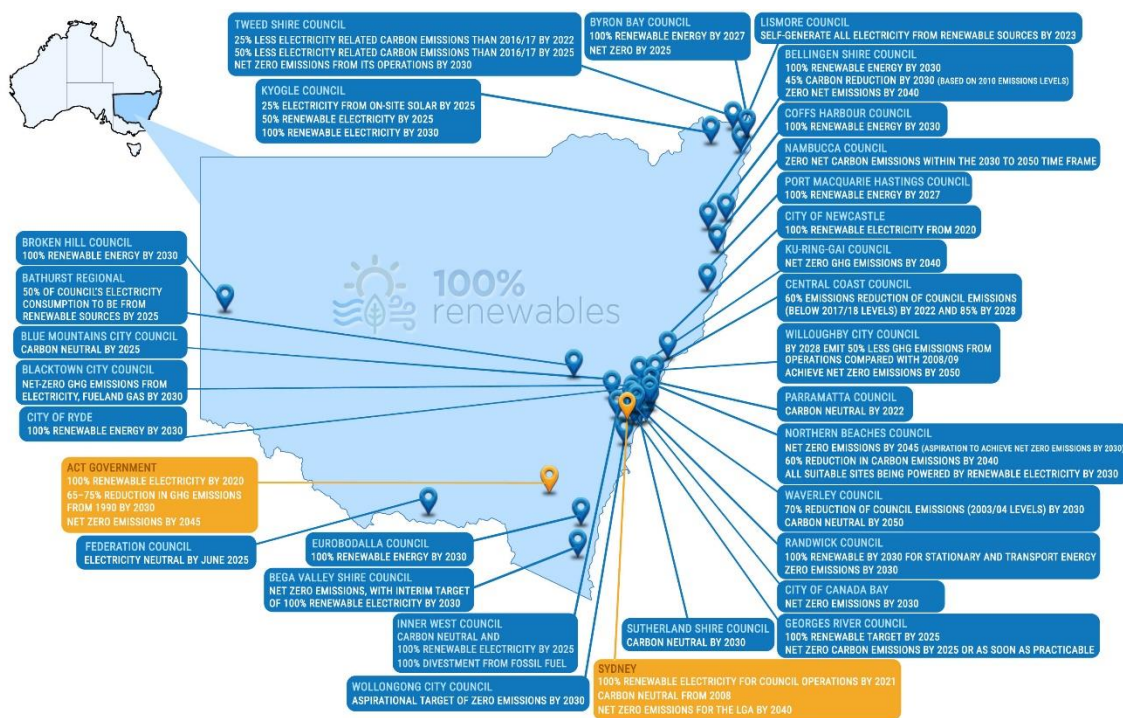 TWEED SHIRE COUNCIL
25% LESS ELECTRICITY RELATED CARBON EMISSIONS THAN 2016/17 BY 2022
50% LESS ELECTRICITY RELATED CARBON EMISSIONS THAN 2016/17 BY 2025
NET ZERO EMISSIONS FROM ITS OPERATIONS BY 2030
BYRON BAY COUNCIL
100% RENEWABLE ENERGY BY 2027
NET ZERO BY 2025
LISMORE COUNCIL
SELF-GENERATE ALL ELECTRICITY FROM RENEWABLE SOURCES BY 2023
BELLINGEN SHIRE COUNCIL
100% RENEWABLE ENERGY BY 2030
45% CARBON REDUCTION BY 2030 (BASED ON 2010 EMISSIONS LEVELS)
ZERO NET EMISSIONS BY 2040
KYOGLE COUNCIL
25% ELECTRICITY FROM ON-SITE SOLAR BY 2025
50% RENEWABLE ELECTRICITY BY 2025
100% RENEWABLE ELECTRICITY BY 2030
COFFS HARBOUR COUNCIL
100% RENEWABLE ENERGY BY 2030
NAMBUCCA COUNCIL
ZERO NET CARBON EMISSIONS WITHIN THE 2030 TO 2050 TIME FRAME
PORT MACQUARIE HASTINGS COUNCIL
100% RENEWABLE ENERGY BY 2027
CITY OF NEWCASTLE
100% RENEWABLE ELECTRICITY FROM 2020
KU-RING-GAI COUNCIL
NET ZERO GHG EMISSIONS BY 2040
CENTRAL COAST COUNCIL
60% EMISSIONS REDUCTION OF COUNCIL EMISSIONS
(BELOW 2017/18 LEVELS) BY 2022 AND 85% BY 2028
WILLOUGHBY CITY COUNCIL
BY 2028 EMIT 50% LESS GHG EMISSIONS FROM
OPERATIONS COMPARED WITH 2008/09
ACHIEVE NET ZERO EMISSIONS BY 2050
PARRAMATTA COUNCIL
CARBON NEUTRAL BY 2022
NORTHERN BEACHES COUNCIL
NET ZERO EMISSIONS BY 2045 (ASPIRATION TO ACHIEVE NET ZERO EMISSIONS BY 2030)
60% REDUCTION IN CARBON EMISSIONS BY 2040
ALL SUITABLE SITES BEING POWERED BY RENEWABLE ELECTRICITY BY 2030
WAVERLEY COUNCIL
70% REDUCTION OF COUNCIL EMISSIONS (2003/04 LEVELS) BY 2030
CARBON NEUTRAL BY 2050
RANDWICK COUNCIL
100% RENEWABLE BY 2030 FOR STATIONARY AND TRANSPORT ENERGY
ZERO EMISSIONS BY 2030
CITY OF CANADA BAY
NET ZERO EMISSIONS BY 2030
GEORGES RIVER COUNCIL
100% RENEWABLE TARGET BY 2025
NET ZERO CARBON EMISSIONS BY 2025 OR AS SOON AS PRACTICABLE
100%
renewables
BROKEN HILL COUNCIL
100% RENEWABLE ENERGY BY 2030
BATHURST REGIONAL
50% OF COUNCIL'S ELECTRICITY
CONSUMPTION TO BE FROM
RENEWABLE SOURCES BY 2025
BLUE MOUNTAINS CITY COUNCIL
CARBON NEUTRAL BY 2025
BLACKTOWN CITY COUNCIL
NET-ZERO GHG EMISSIONS FROM
ELECTRICITY, FUELAND GAS BY 2030
CITY OF RYDE
100% RENEWABLE ENERGY BY 2030
ACT GOVERNMENT
100% RENEWABLE ELECTRICITY BY 2020
65–75% REDUCTION IN GHG EMISSIONS
FROM 1990 BY 2030
NET ZERO EMISSIONS BY 2045
FEDERATION COUNCIL
ELECTRICITY NEUTRAL BY JUNE 2025
EUROBODALLA COUNCIL
100% RENEWABLE ENERGY BY 2030
BEGA VALLEY SHIRE COUNCIL
NET ZERO EMISSIONS, WITH INTERIM TARGET
OF 100% RENEWABLE ELECTRICITY BY 2030
INNER WEST COUNCIL
CARBON NEUTRAL AND
100% RENEWABLE ELECTRICITY BY 2025
100% DIVESTMENT FROM FOSSIL FUEL
WOLLONGONG CITY COUNCIL
ASPIRATIONAL TARGET OF ZERO EMISSIONS BY 2030
SUTHERLAND SHIRE COUNCIL
CARBON NEUTRAL BY 2030
SYDNEY
100% RENEWABLE ELECTRICITY FOR COUNCIL OPERATIONS BY 2021
CARBON NEUTRAL FROM 2008
NET ZERO EMISSIONS FOR THE LGA BY 2040